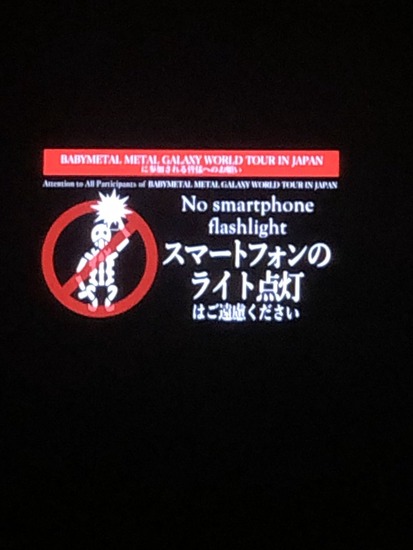 BABYMETAL METAL GALAXY WORLD TOUR IN JAPAN
に参加される皆様へのお願い
Attention to All Participants of BABYMETAL METAL GALAXY WORLD TOUR IN JAPAN
No smartphone
flashlight
スマートフォンの
ライト点灯
はご遠慮ください